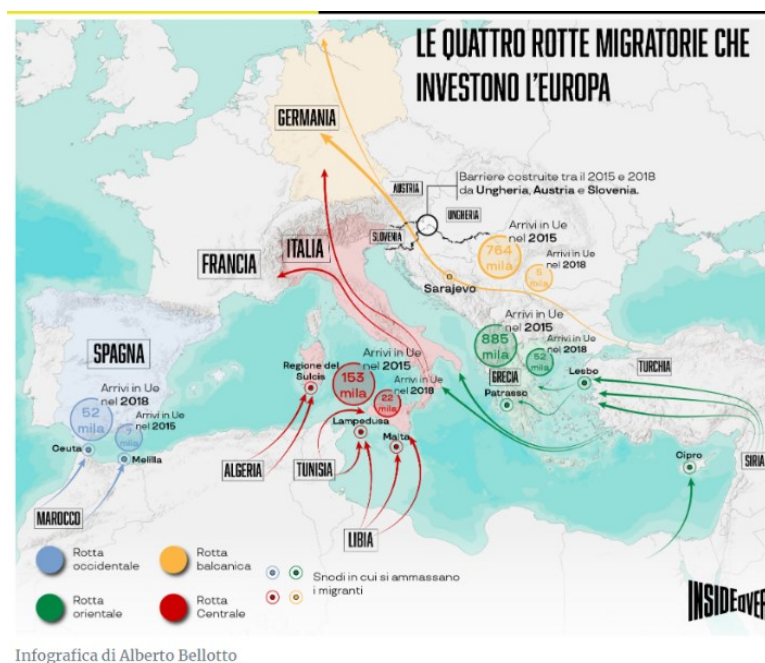 LE QUATTRO ROTTE MIGRATORIE CHE
INVESTONO L'EUROPA
GERMANIA
Barriere costruite tra il 2015 e 2018
da Ungheria, Austria e Slovenia.
AUSTRIA
UNGHERIA
SLOVENIA
ITALIA
FRANCIA
Arrivi in Ue
nel 2015
764
mila
Arrivi in Ue
nel 2018
mila
Sarajevo
Arrivi in Ue
nel 2015
885
mila
Arrivi in Ue
nel 2018
52
mila
GRECIA
Patrasso
Lesbo
TURCHIA
SPAGNA
Arrivi in Ue
nel 2018
52
mila
Arrivi in Ue
nel 2015
mila
Ceuta
Melilla
Regione del
Sulcis
Arrivi in Ue
nel 2015
153
mila
Arrivi in Ue
nel 2018
22
mila
Lampedusa
Malta
Cipro
SIRIA
ALGERIA
TUNISIA
MAROCCO
LIBIA
Rotta
occidentale
Rotta
balcanica
Rotta
orientale
Rotta
Centrale
Snodi in cui si ammassano
i migranti
INSIDEOVER
Infografica di Alberto Bellotto